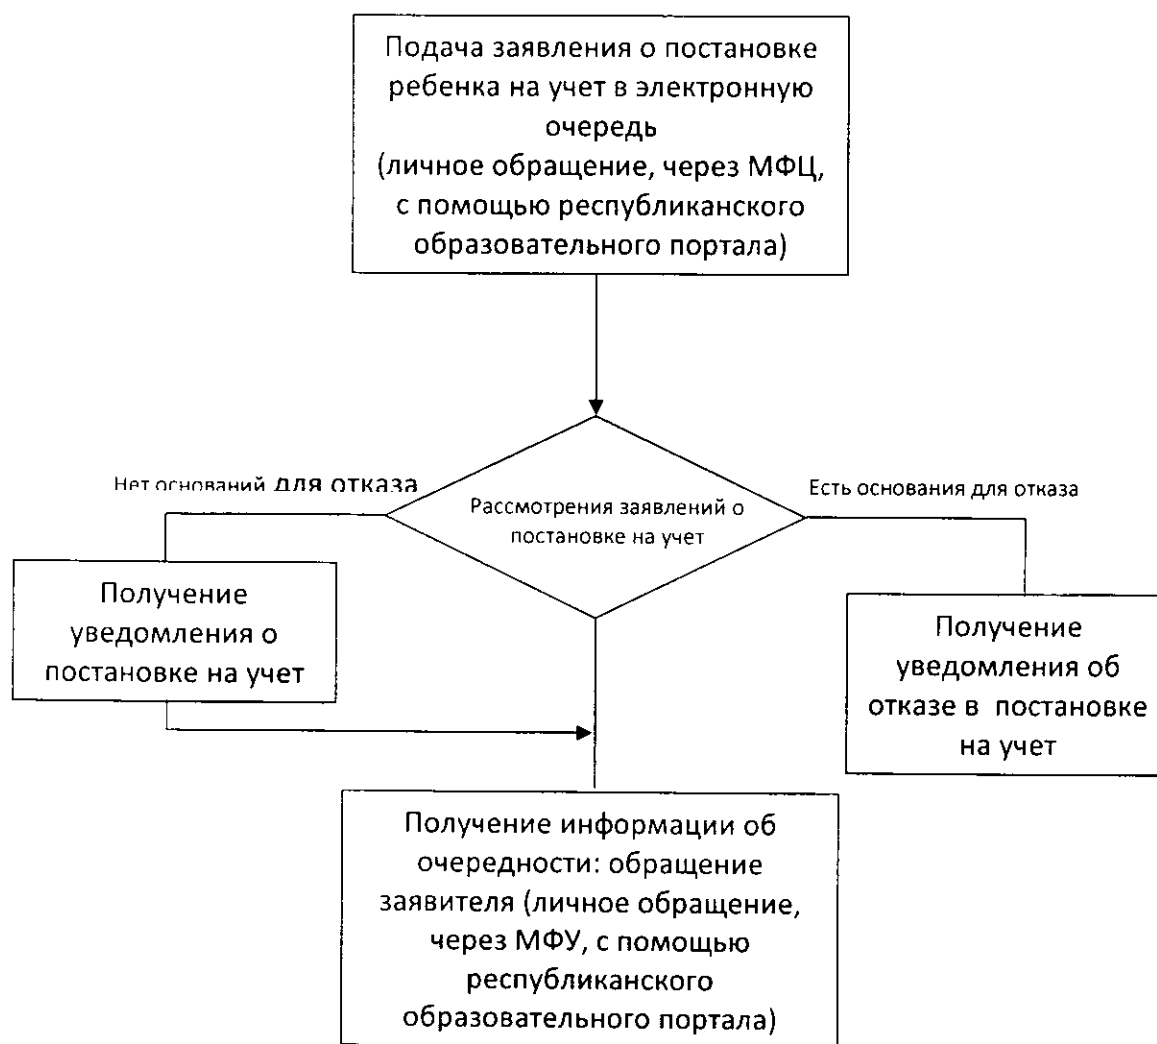 Подача заявления о постановке
ребенка на учет в электронную
очередь
(личное обращение, через МФЦ,
с помощью республиканского
образовательного портала)
Нет оснований для отказа
Рассмотрения заявлений о
постановке на учет
Есть основания для отказа
Получение
уведомления о
постановке на учет
Получение
уведомления об
отказе в постановке
на учет
Получение информации об
очередности: обращение
заявителя (личное обращение,
через МФУ, с помощью
республиканского
образовательного портала)